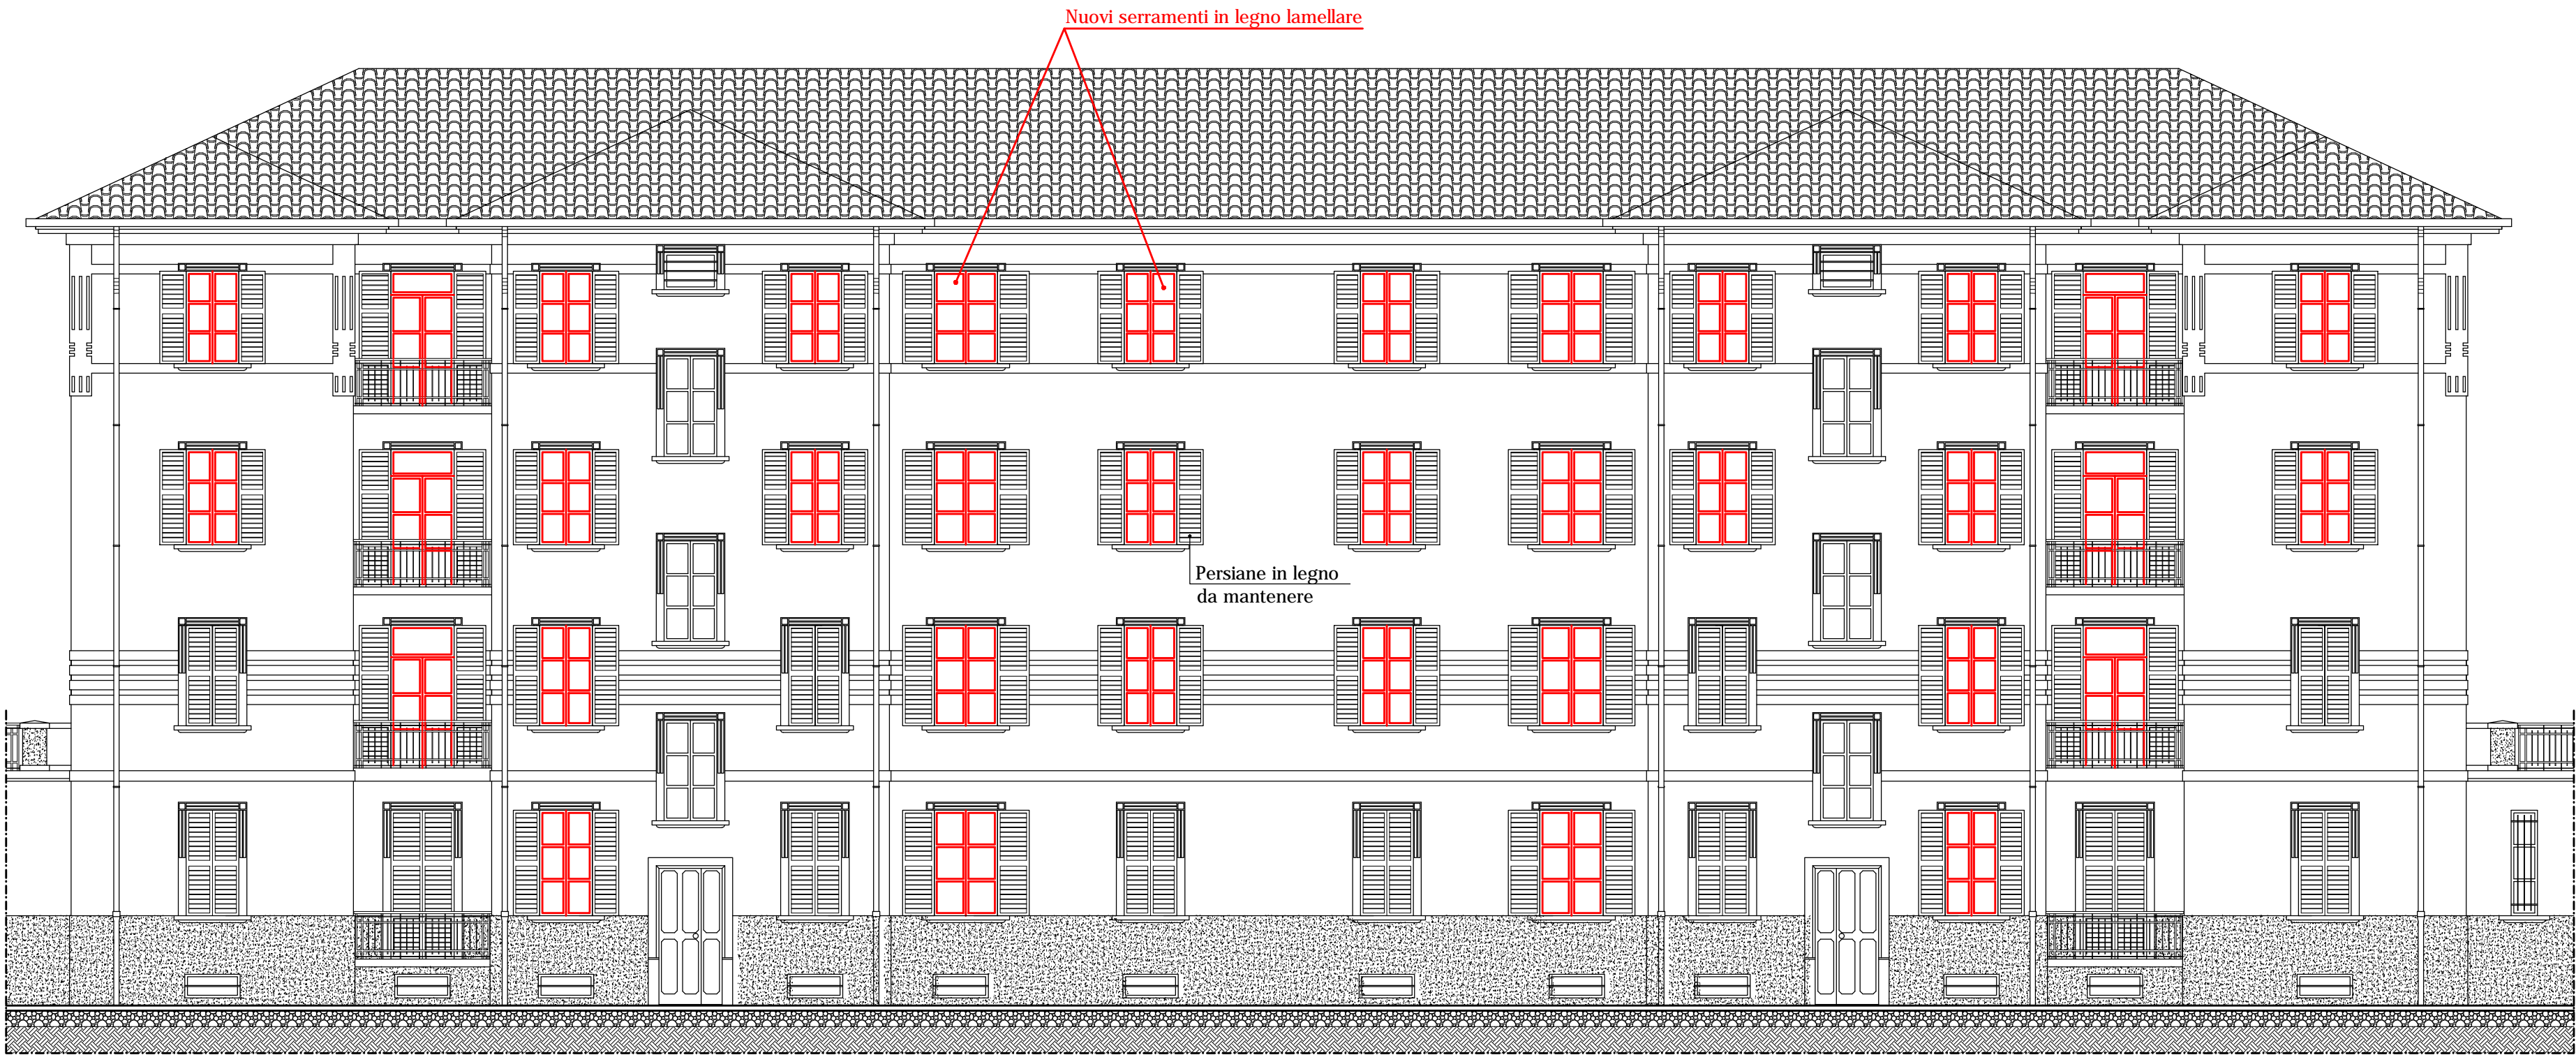 Nuovi serramenti in legno lamellare
Persiane in legno
da mantenere